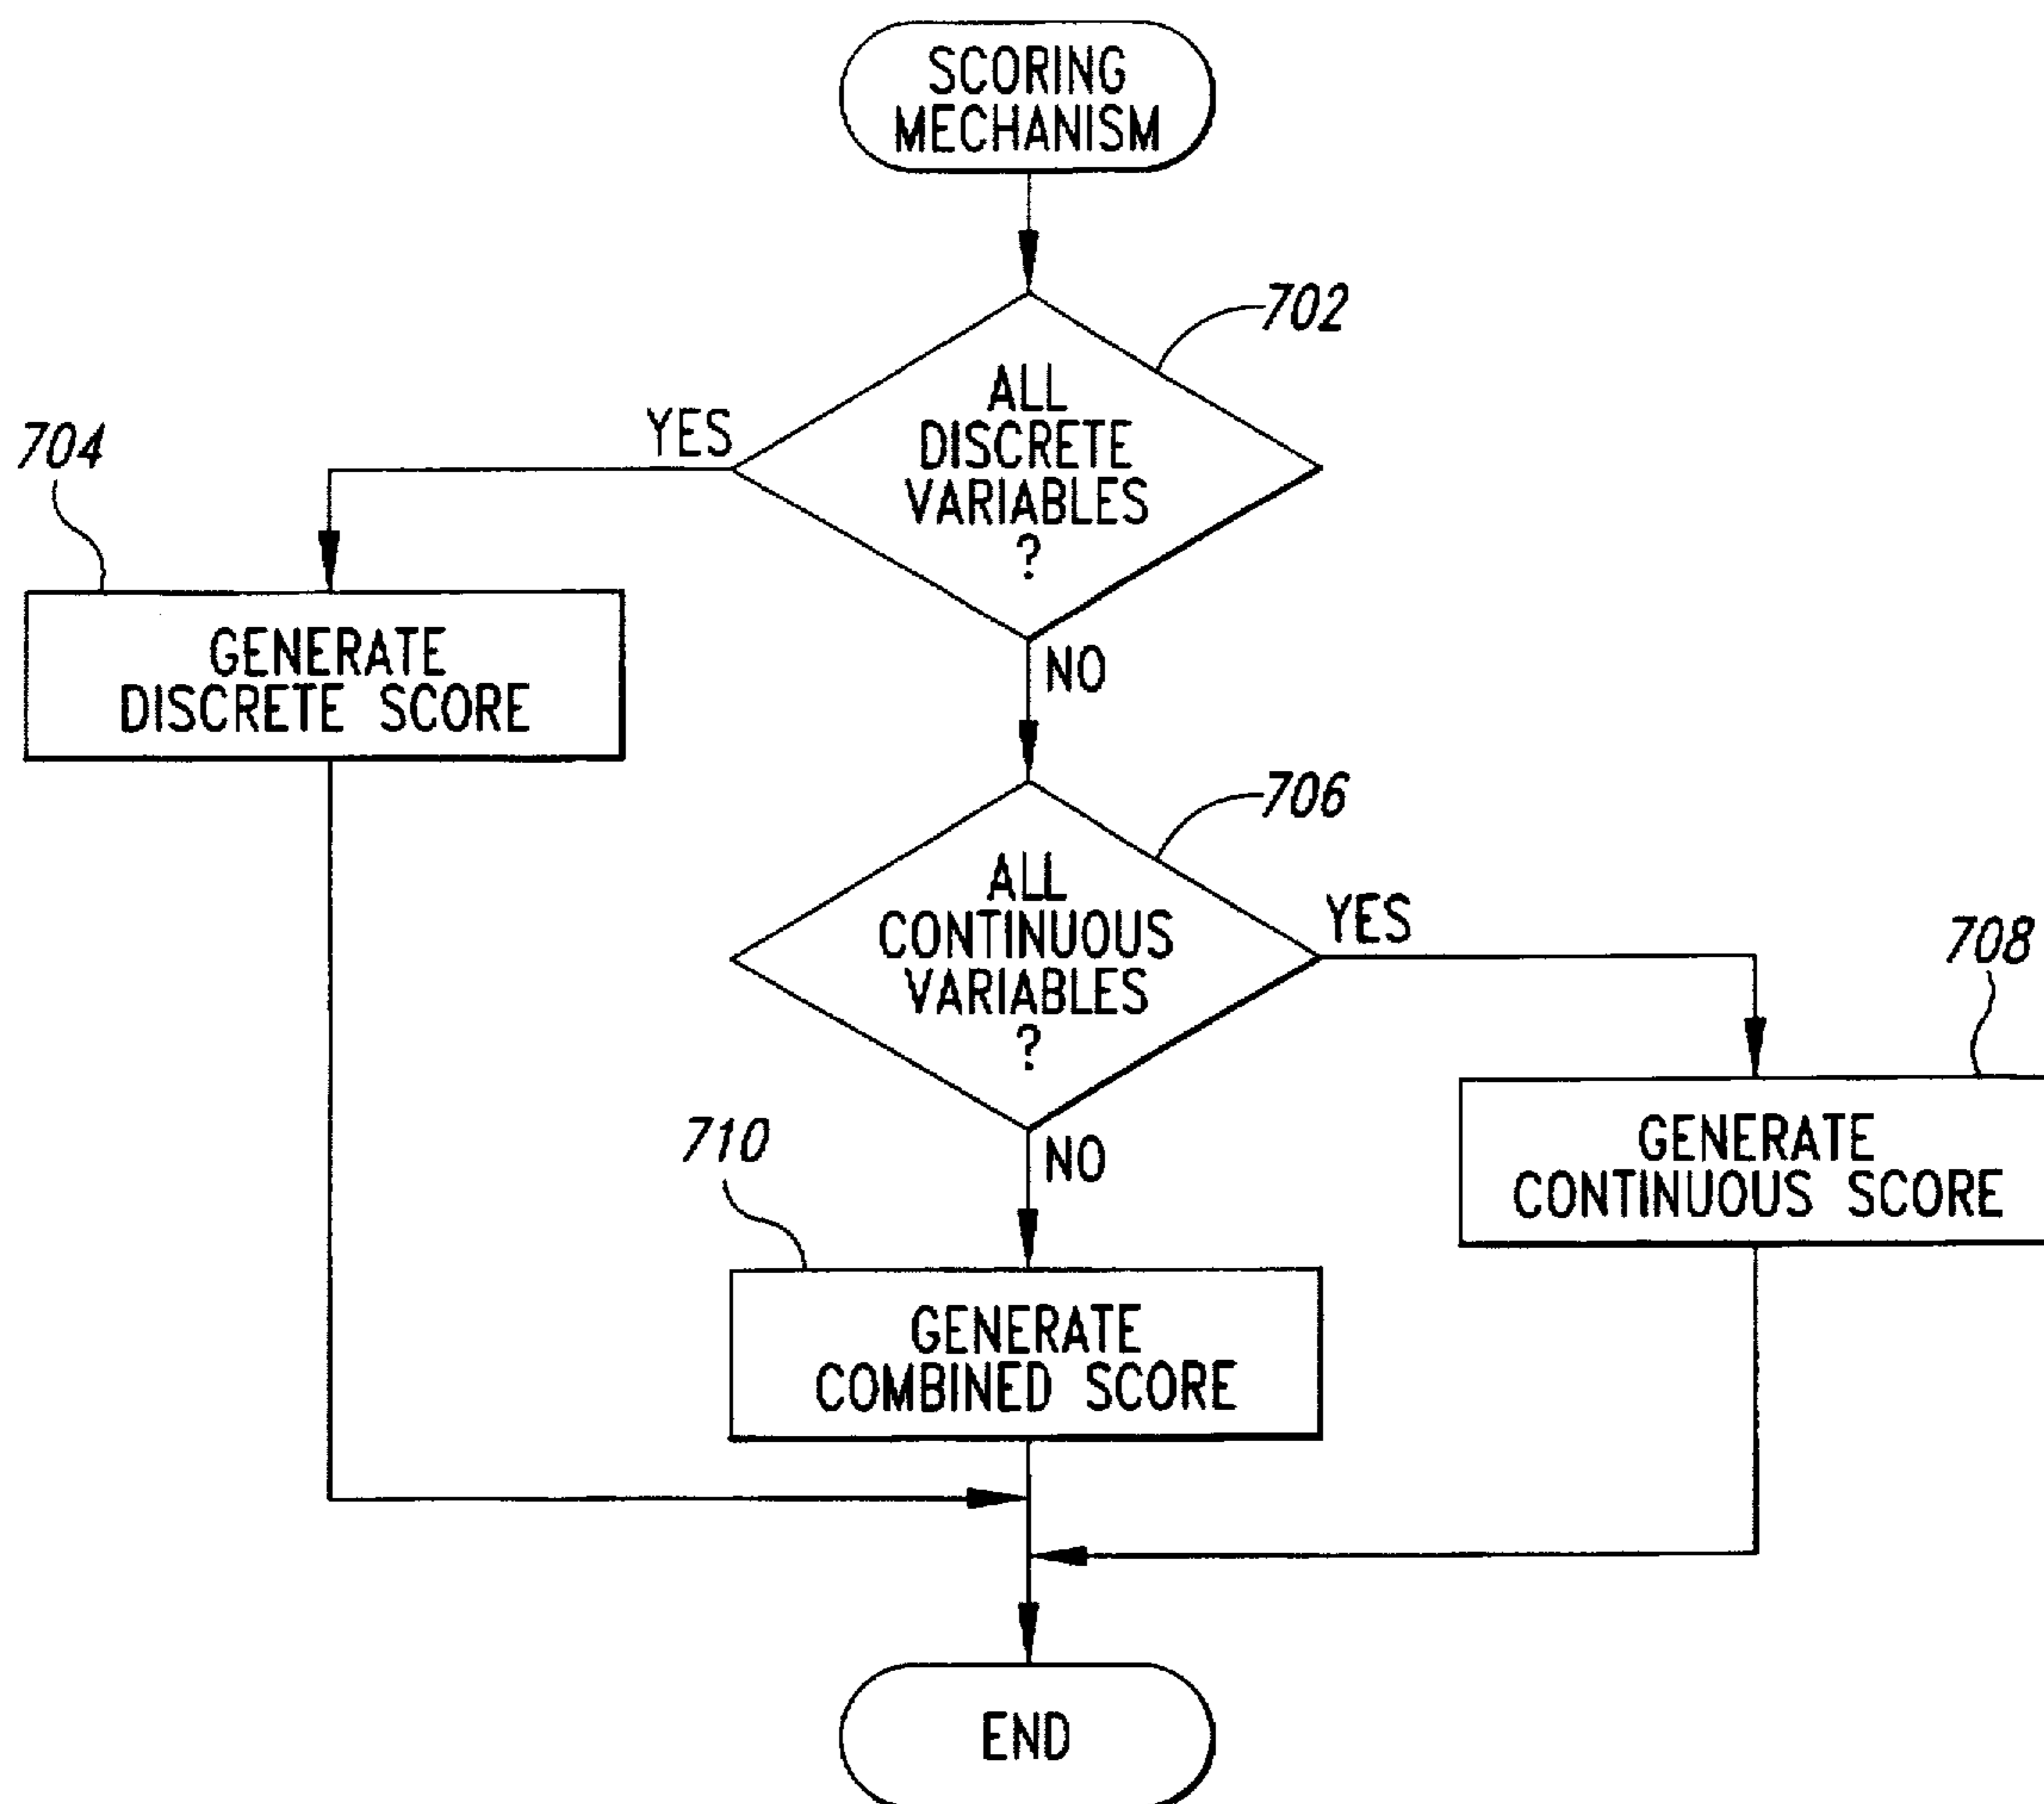 SCORING
MECHANISM
702
ALL
DISCRETE
VARIABLES
?
YES
704
GENERATE
DISCRETE SCORE
NO
706
ALL
CONTINUOUS
VARIABLES
?
YES
708
GENERATE
CONTINUOUS SCORE
NO
710
GENERATE
COMBINED SCORE
END